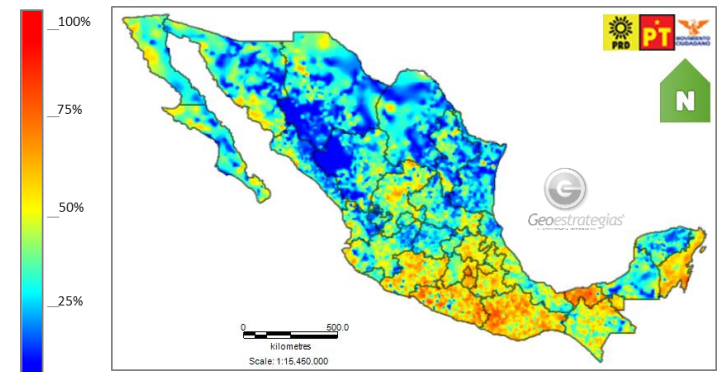 100%
75%
50%
25%
PRD
PT
MOVIMIENTO
CIUDADANO
N
G
Geoestrategias
0 500.0
kilometres
Scale: 1:15,450,000